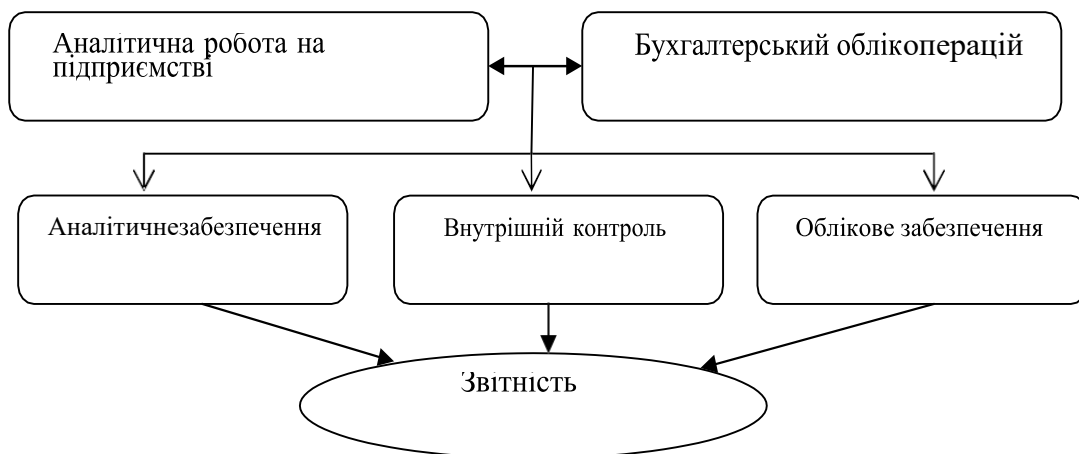 Аналітична робота на
підприємстві
Бухгалтерський облікоперацій
Аналітичнезабезпечення
Внутрішній контроль
Облікове забезпечення
Звітність